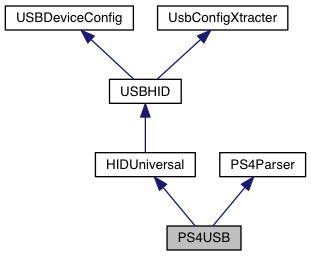 USBDeviceConfig
UsbConfigXtracter
USBHID
HIDUniversal
PS4Parser
PS4USB